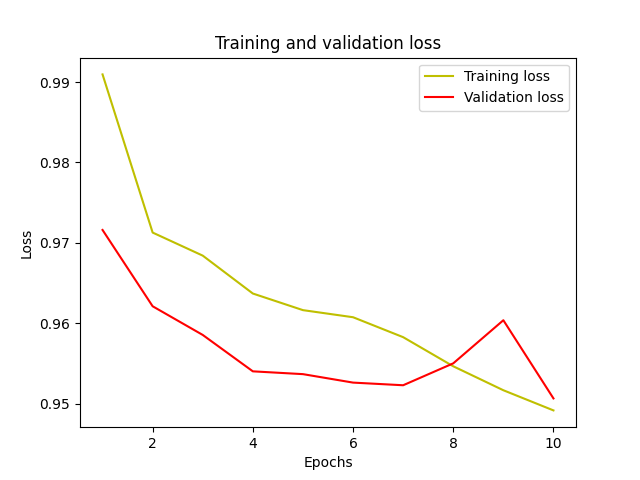 Training and validation loss
Training loss
Validation loss
0.99
0.98
0.97
0.96
0.95
Loss
2
4
6
8
10
Epochs